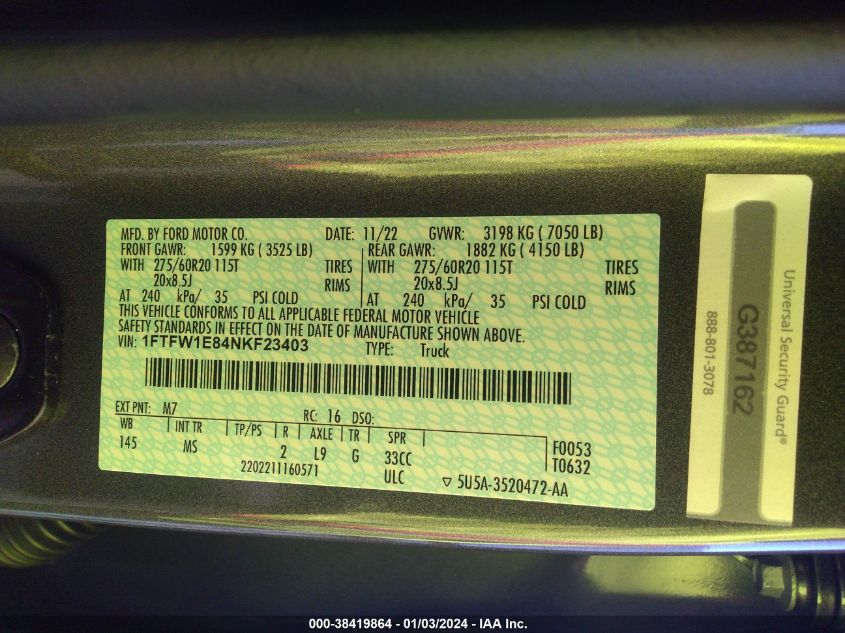 MFD. BY FORD MOTOR CO. DATE: 11/22 GVWR: 3198 KG ( 7050 LB)
FRONT GAWR: 1599 KG ( 3525 LB) REAR GAWR: 1882 KG ( 4150 LB)
WITH 275/60R20 115T TIRES WITH 275/60R20 115T TIRES
20x8.5J RIMS 20x8.5J RIMS
AT 240 kPa/ 35 PSI COLD AT 240 kPa/ 35 PSI COLD
THIS VEHICLE CONFORMS TO ALL APPLICABLE FEDERAL MOTOR VEHICLE
SAFETY STANDARDS IN EFFECT ON THE DATE OF MANUFACTURE SHOWN ABOVE.
VIN: 1FTFW1E84NKF23403 TYPE: Truck
EXT PNT: M7 RC: 16 DSO:
WB INT TR TP/PS R AXLE TR SPR F0053
145 MS 2 L9 G 33CC T0632
2202211160571 ULC ▽ 5U5A-3520472-AA
Universal Security Guard®
G387162
888-801-3078
000-38419864 - 01/03/2024 - IAA Inc.